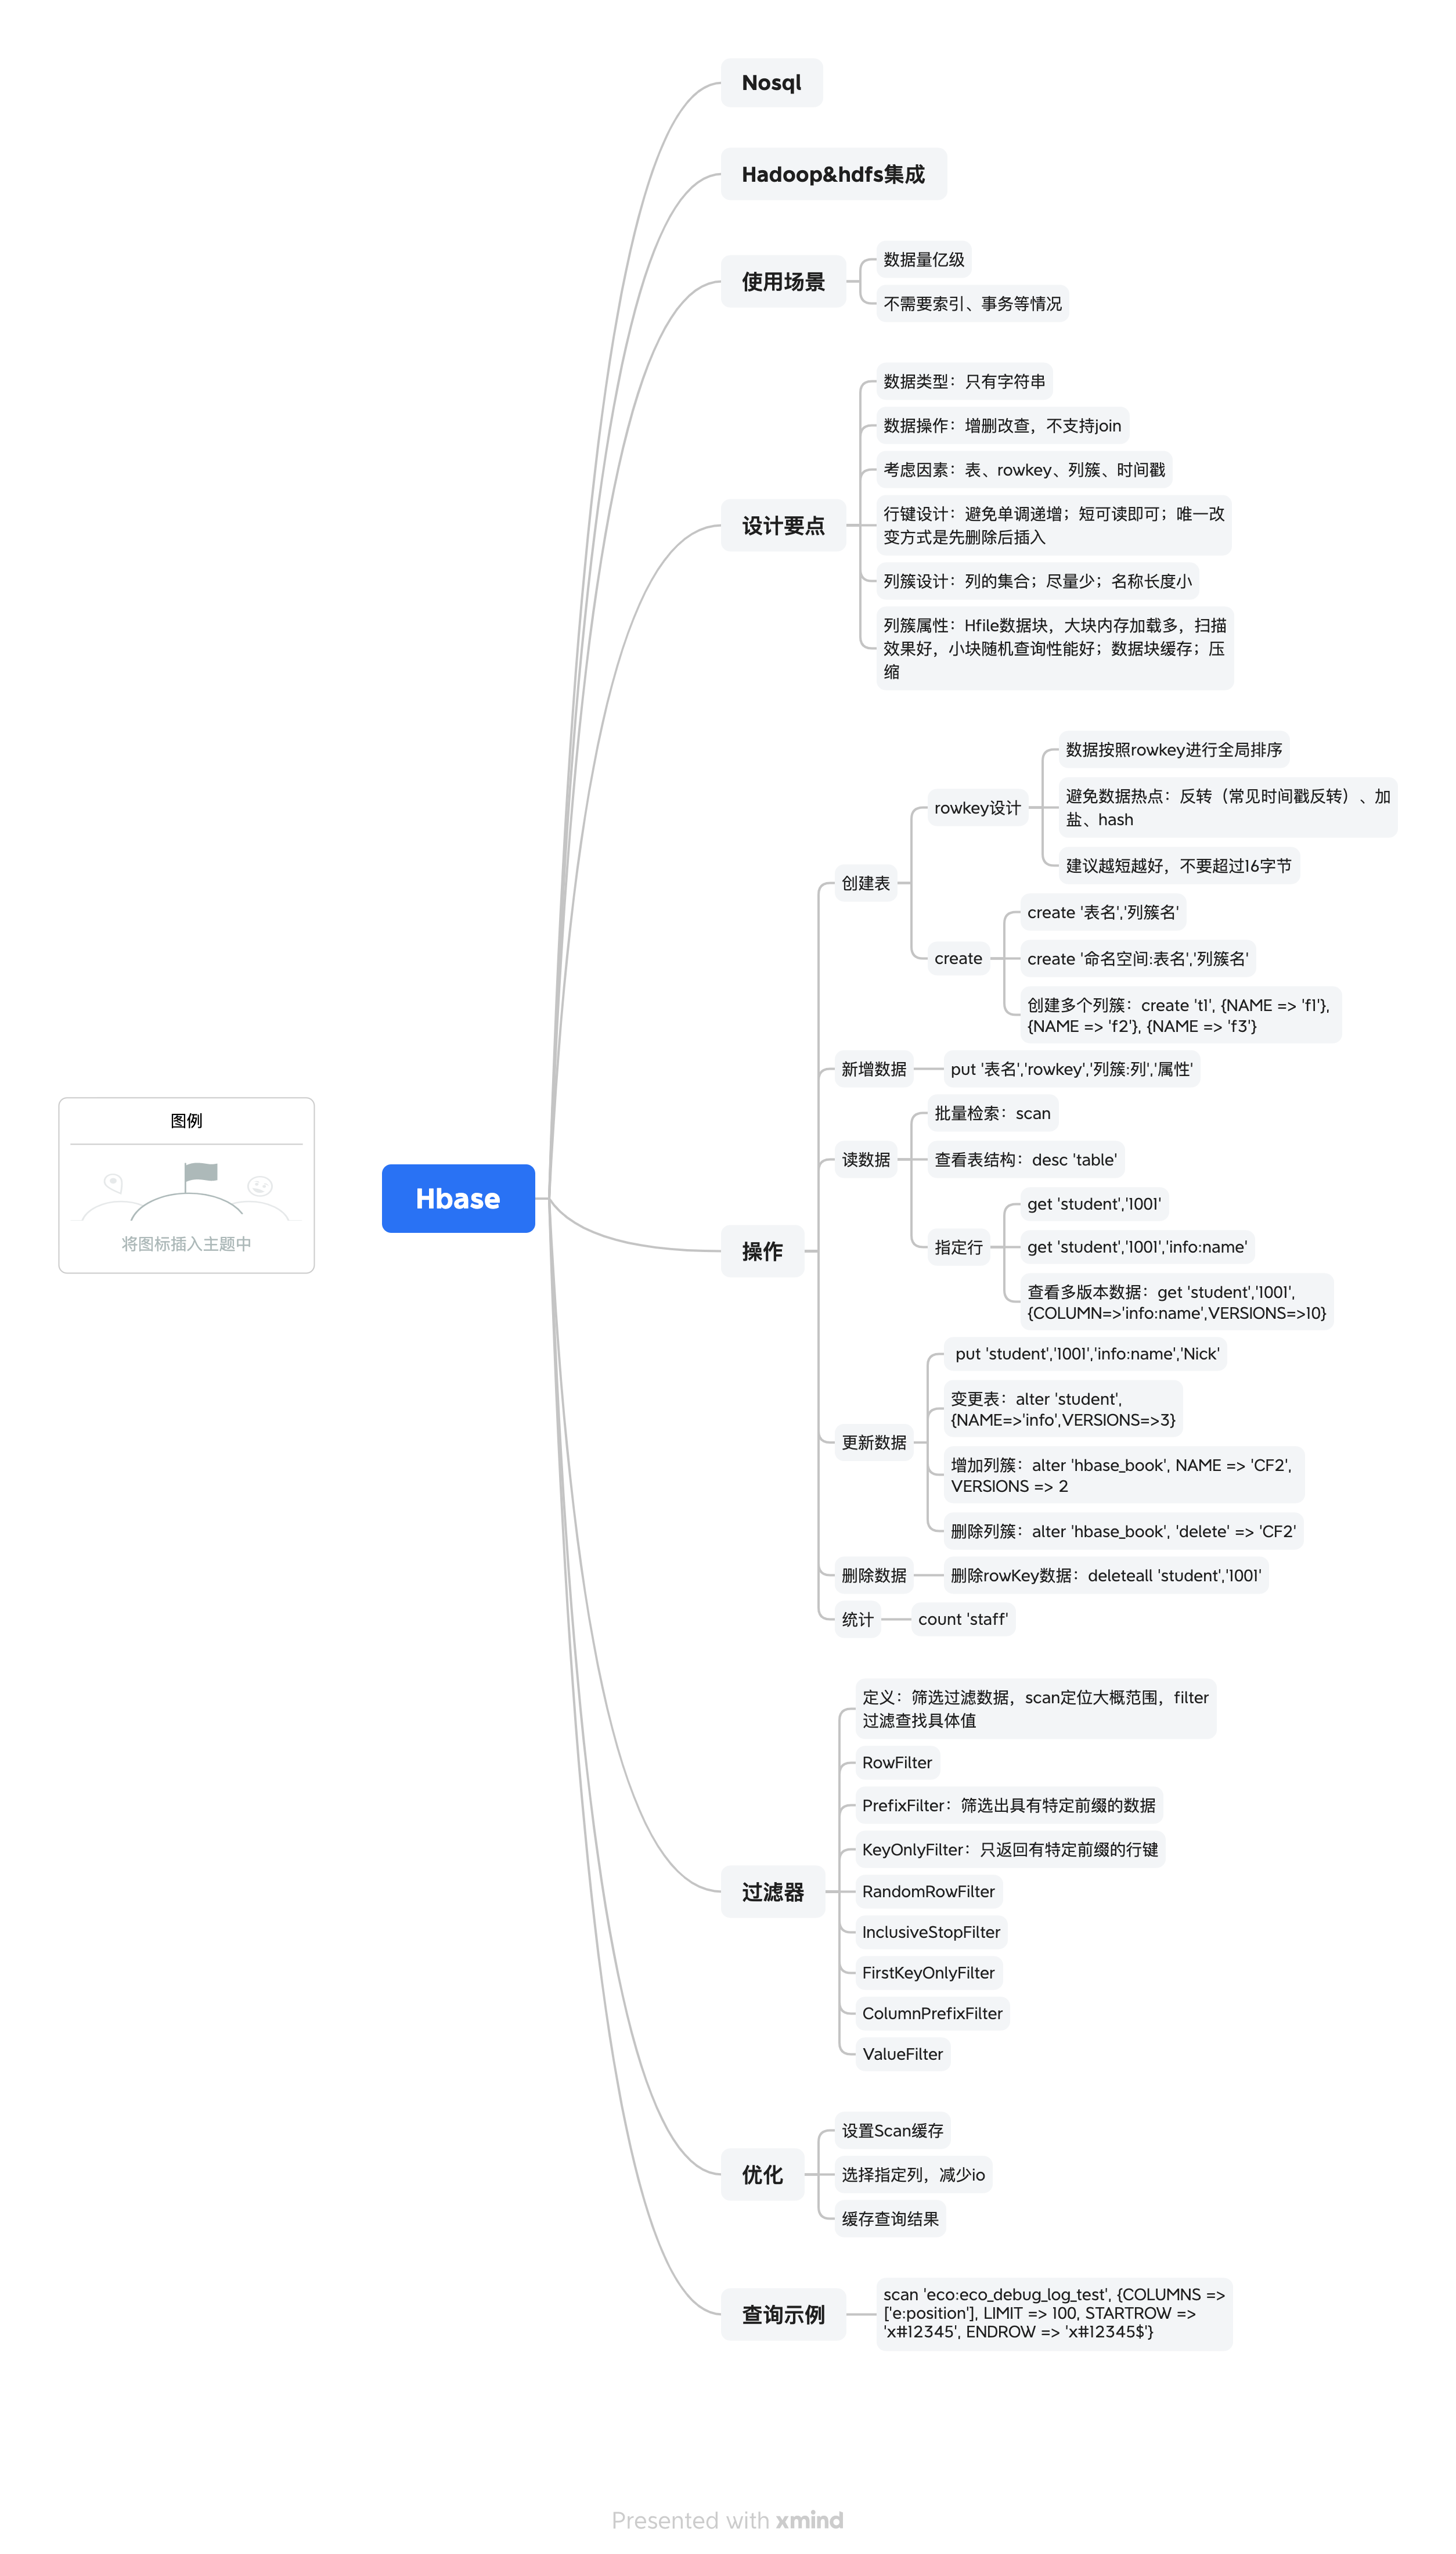 Nosql
Hadoop&hdfs集成
使用场景
数据量亿级
不需要索引、事务等情况
设计要点
数据类型：只有字符串
数据操作：增删改查，不支持join
考虑因素：表、rowkey、列簇、时间戳
行键设计：避免单调递增；短可读即可；唯一改
变方式是先删除后插入
列簇设计：列的集合；尽量少；名称长度小
列簇属性：Hfile数据块，大块内存加载多，扫描
效果好，小块随机查询性能好；数据块缓存；压
缩
图例
将图标插入主题中
Hbase
操作
创建表
rowkey设计
数据按照rowkey进行全局排序
避免数据热点：反转（常见时间戳反转）、加
盐、hash
建议越短越好，不要超过16字节
create
create '表名','列簇名'
create '命名空间:表名','列簇名'
创建多个列簇：create 't1', {NAME => 'f1'},
{NAME => 'f2'}, {NAME => 'f3'}
新增数据
put '表名','rowkey','列簇:列','属性'
读数据
批量检索：scan
查看表结构：desc 'table'
指定行
get 'student','1001'
get 'student','1001','info:name'
查看多版本数据：get 'student','1001',
{COLUMN=>'info:name',VERSIONS=>10}
更新数据
put 'student','1001','info:name','Nick'
变更表：alter 'student',
{NAME=>'info',VERSIONS=>3}
增加列簇：alter 'hbase_book', NAME => 'CF2',
VERSIONS => 2
删除列簇：alter 'hbase_book', 'delete' => 'CF2'
删除数据
删除rowKey数据：deleteall 'student','1001'
统计
count 'staff'
过滤器
定义：筛选过滤数据，scan定位大概范围，filter
过滤查找具体值
RowFilter
PrefixFilter：筛选出具有特定前缀的数据
KeyOnlyFilter：只返回有特定前缀的行键
RandomRowFilter
InclusiveStopFilter
FirstKeyOnlyFilter
ColumnPrefixFilter
ValueFilter
优化
设置Scan缓存
选择指定列，减少io
缓存查询结果
查询示例
scan 'eco:eco_debug_log_test', {COLUMNS =>
['e:position'], LIMIT => 100, STARTROW =>
'x#12345', ENDROW => 'x#12345$'}
Presented with xmind